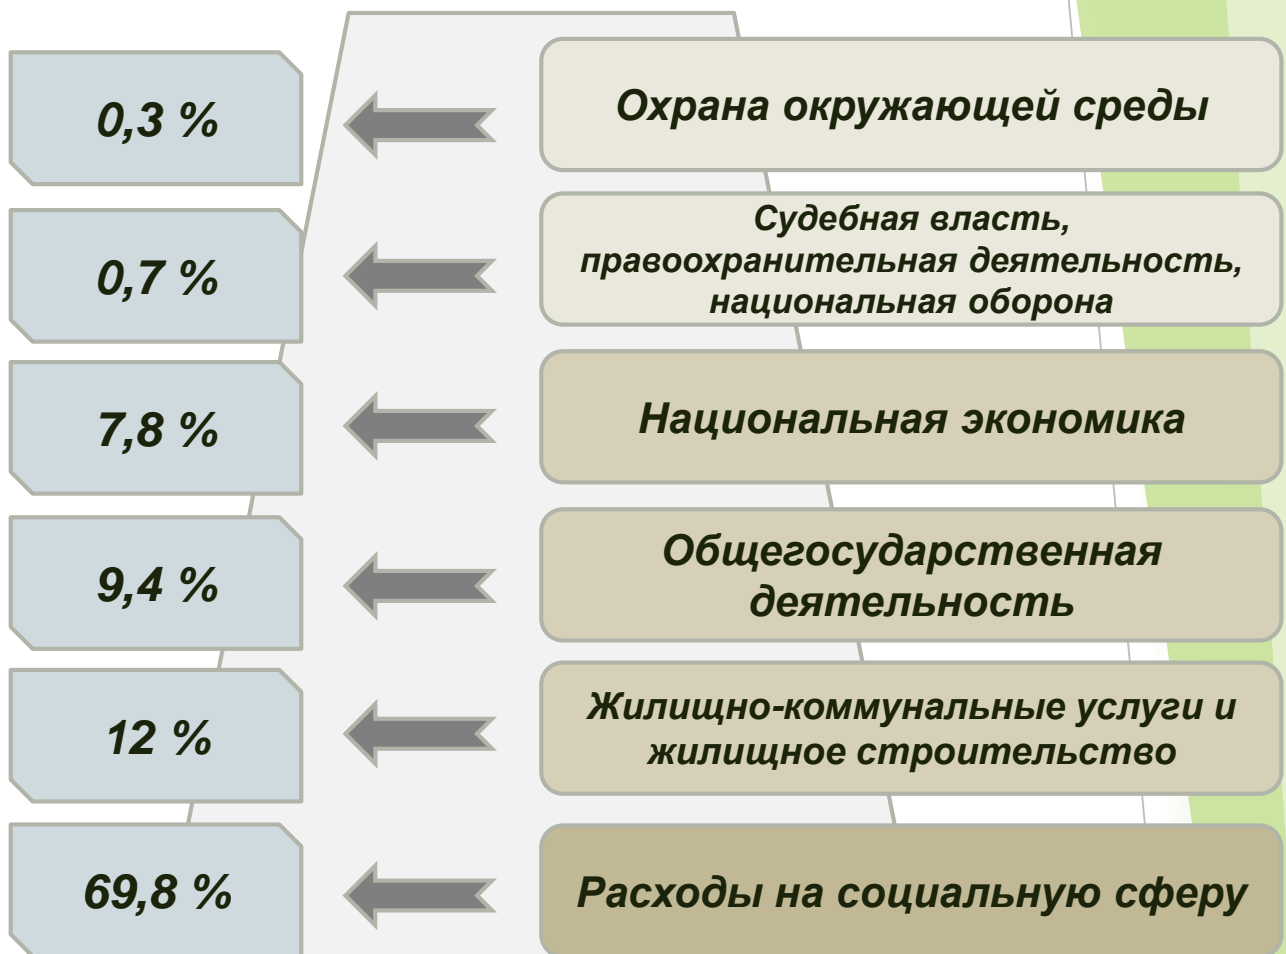 0,3 %
Охрана окружающей среды
0,7 %
Судебная власть,
правоохранительная деятельность,
национальная оборона
7,8 %
Национальная экономика
9,4 %
Общегосударственная
деятельность
12 %
Жилищно-коммунальные услуги и
жилищное строительство
69,8 %
Расходы на социальную сферу